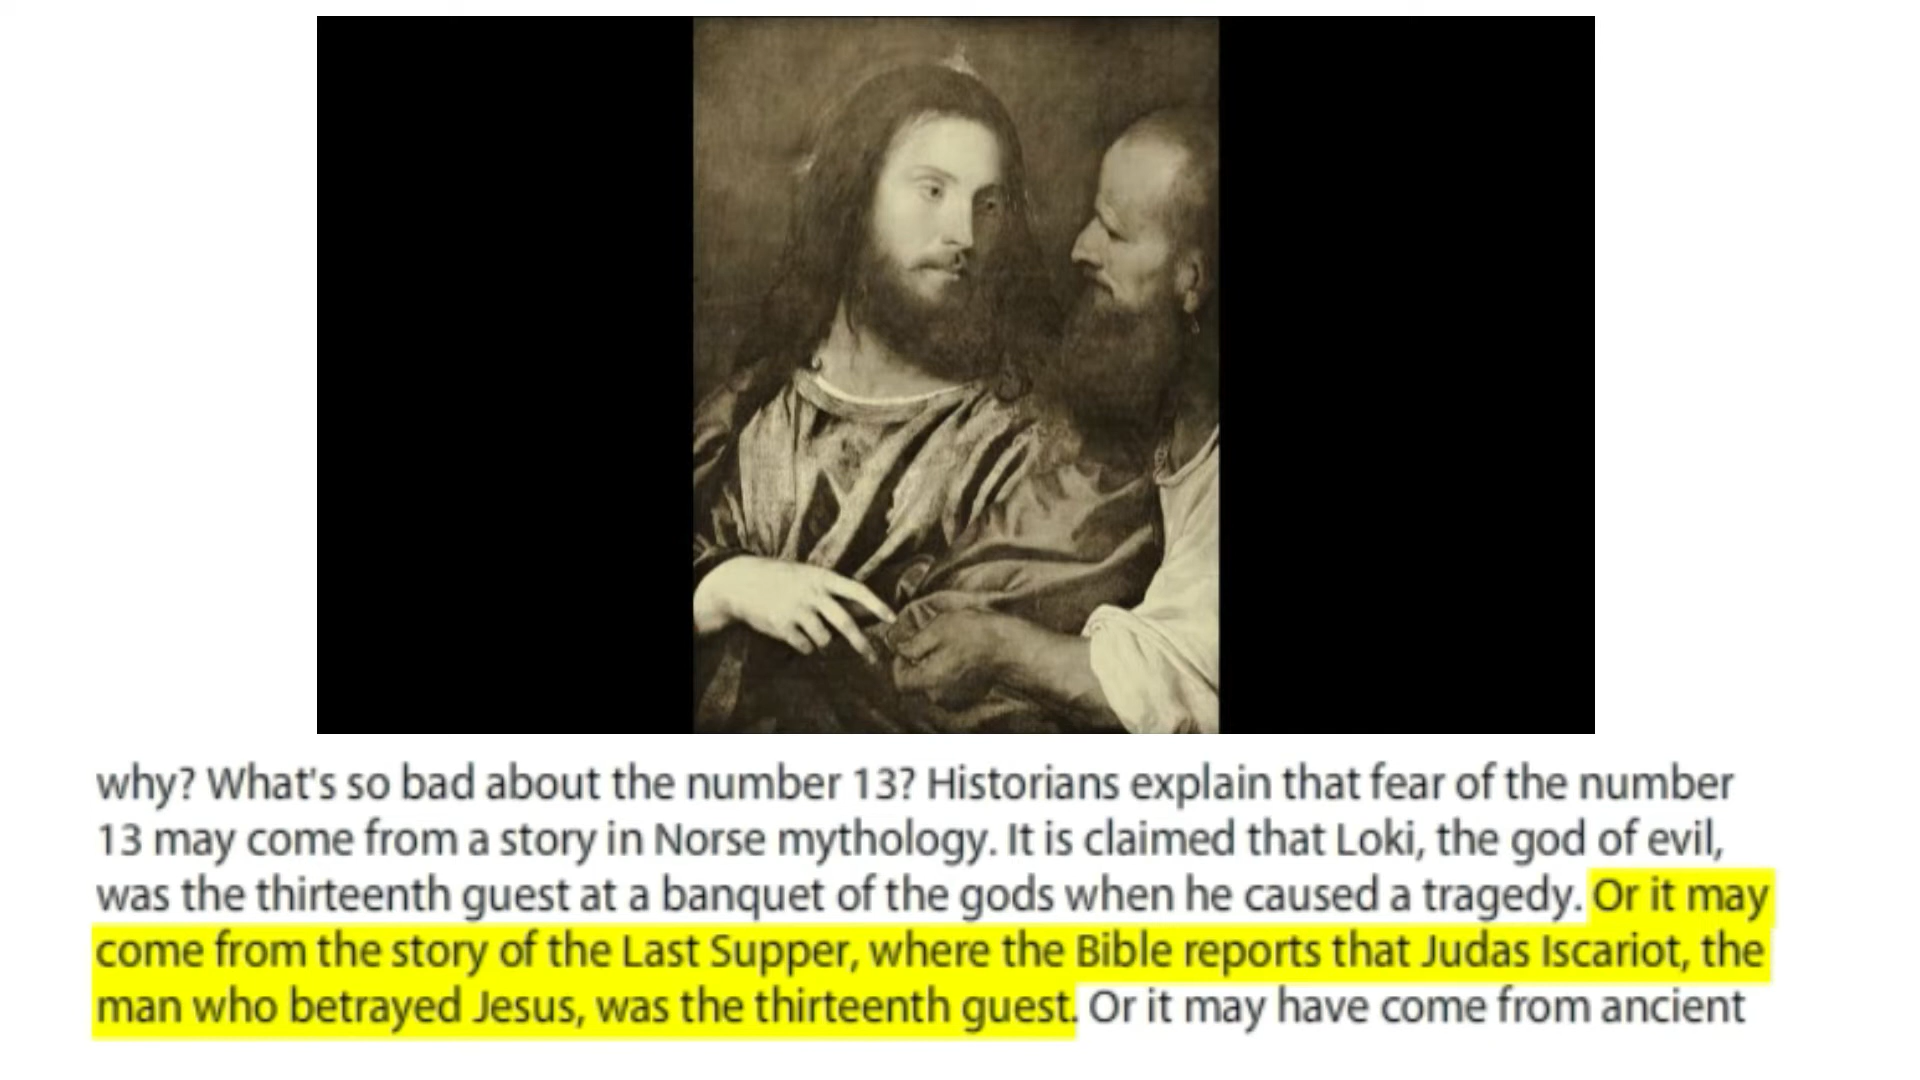 why? What's so bad about the number 13? Historians explain that fear of the number
13 may come from a story in Norse mythology. It is claimed that Loki, the god of evil,
was the thirteenth guest at a banquet of the gods when he caused a tragedy. Or it may
come from the story of the Last Supper, where the Bible reports that Judas Iscariot, the
man who betrayed Jesus, was the thirteenth guest. Or it may have come from ancient